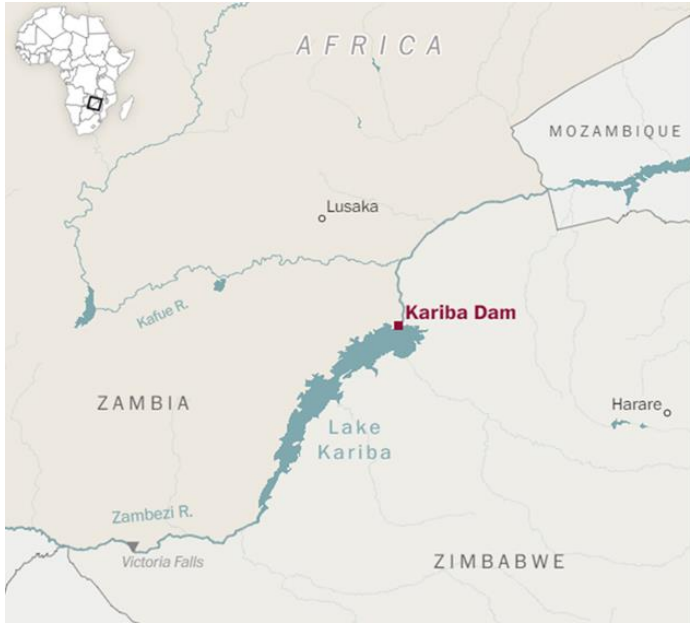 AFRICA
MOZAMBIQUE
Lusaka
Kafue R.
Kariba Dam
ZAMBIA
Harare
Lake
Kariba
Zambezi R.
Victoria Falls
ZIMBABWE